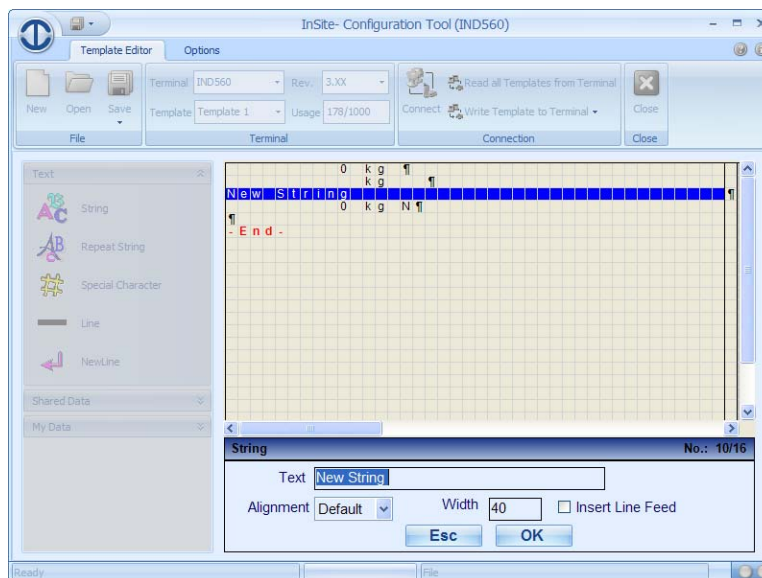 InSite- Configuration Tool (IND560)
Template Editor Options
New Open Save
File
Terminal IND560 Rev. 3.XX
Template Template 1 Usage 178/1000
Terminal
Connect
Read all Templates from Terminal
Write Template to Terminal
Connection
Close
Close
Text
String
Repeat String
Special Character
Line
NewLine
Shared Data
My Data
0 kg ¶
kg ¶
New String ¶
0 kg N¶
¶
-End-
String No.: 10/16
Text New String
Alignment Default Width 40 Insert Line Feed
Esc OK
Ready File